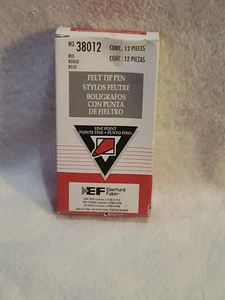 NO. 38012
RED
ROUGE
ROJO
CONT. 12 PIECES
CONT. 12 PIEZAS
FELT TIP PEN
STYLOS FEUTRE
BOLIGRAFOS
CON PUNTA
DE FIELTRO
FINE POINT
POINTE FINE • PUNTO FINO
EF Eberhard
Faber